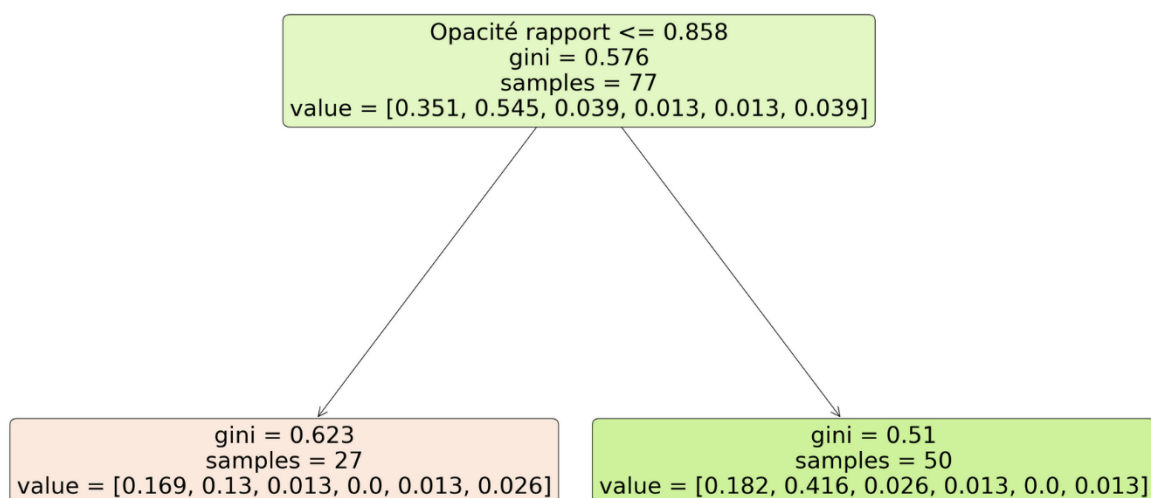 Opacité rapport <= 0.858
gini = 0.576
samples = 77
value = [0.351, 0.545, 0.039, 0.013, 0.013, 0.039]
gini = 0.623
samples = 27
value = [0.169, 0.13, 0.013, 0.0, 0.013, 0.026]
gini = 0.51
samples = 50
value = [0.182, 0.416, 0.026, 0.013, 0.0, 0.013]